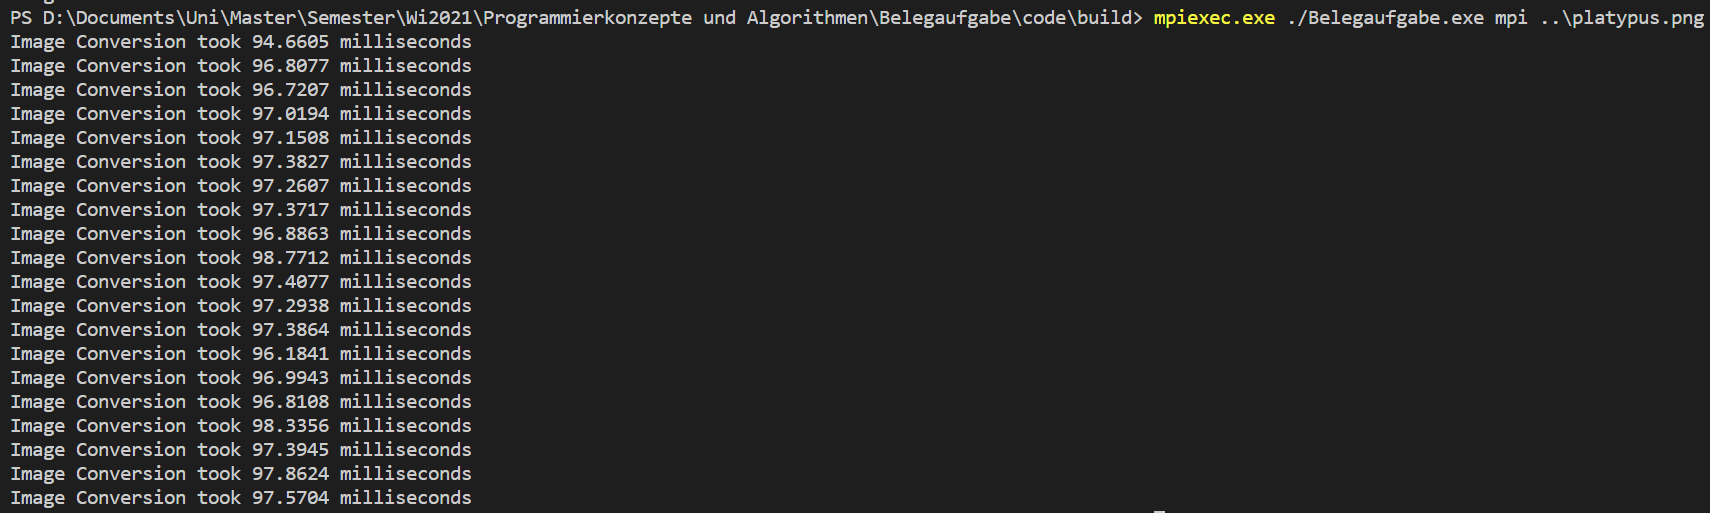 PS D:\Documents\Uni\Master\Semester\Wi2021\Programmierkonzepte und Algorithmen\Belegaufgabe\code\build> mpiexec.exe ./Belegaufgabe.exe mpi ..\platypus.png
Image Conversion took 94.6605 milliseconds
Image Conversion took 96.8077 milliseconds
Image Conversion took 96.7207 milliseconds
Image Conversion took 97.0194 milliseconds
Image Conversion took 97.1508 milliseconds
Image Conversion took 97.3827 milliseconds
Image Conversion took 97.2607 milliseconds
Image Conversion took 97.3717 milliseconds
Image Conversion took 96.8863 milliseconds
Image Conversion took 98.7712 milliseconds
Image Conversion took 97.4077 milliseconds
Image Conversion took 97.2938 milliseconds
Image Conversion took 97.3864 milliseconds
Image Conversion took 96.1841 milliseconds
Image Conversion took 96.9943 milliseconds
Image Conversion took 96.8108 milliseconds
Image Conversion took 98.3356 milliseconds
Image Conversion took 97.3945 milliseconds
Image Conversion took 97.8624 milliseconds
Image Conversion took 97.5704 milliseconds